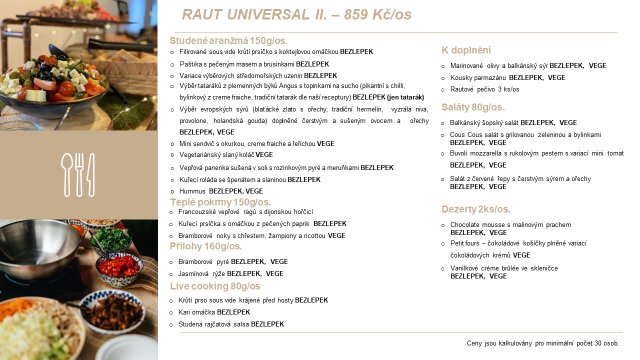 RAUT UNIVERSAL II. – 859 Kč/os
Studené aranžmá 150g/os.
o Filírované sous vide krůtí prsíčko s koktejlovou omáčkou BEZLEPEK
o Paštika s pečeným masem a brusinkami BEZLEPEK
o Variace výběrových středomořských uzenin BEZLEPEK
o Výběr tataráků z plemenných býků Angus s topinkami na sucho (pikantní s chilli,
bylinkový z creme fraiche, tradiční tatarák dle naší receptury) BEZLEPEK (jen tatarák)
o Výběr evropských sýrů (blaťácké zlato s ořechy, tradiční hermelín, vyzrálá niva,
provolone, holandská gouda) doplněné čerstvým a sušeným ovocem a ořechy
BEZLEPEK, VEGE
o Mini sendvič s okurkou, creme fraiche a řeřichou VEGE
o Vegetariánský slaný koláč VEGE
o Vepřová panenka sušená v soli s rozinkovým pyré a meruňkami BEZLEPEK
o Kuřecí roláda se špenátem a slaninou BEZLEPEK
o Hummus BEZLEPEK, VEGE
Teplé pokrmy 150g/os.
o Francouzské vepřové ragú s dijonskou hořčicí
o Kuřecí prsíčka s omáčkou z pečených paprik BEZLEPEK
o Bramborové noky s chřestem, žampiony a ricottou VEGE
Přílohy 160g/os.
o Bramborové pyré BEZLEPEK, VEGE
o Jasmínová rýže BEZLEPEK, VEGE
Live cooking 80g/os
o Krůtí prso sous vide krájené před hosty BEZLEPEK
o Kari omáčka BEZLEPEK
o Studená rajčatová salsa BEZLEPEK
K doplnění
o Marinované olivy a balkánský sýr BEZLEPEK, VEGE
o Kousky parmazánu BEZLEPEK, VEGE
o Rautové pečivo 3 ks/os
Saláty 80g/os.
o Balkánský šopský salát BEZLEPEK, VEGE
o Cous Cous salát s grilovanou zeleninou a bylinkami
BEZLEPEK, VEGE
o Buvolí mozzarella s rukolovým pestem s variací mini tomat
BEZLEPEK, VEGE
o Salát z červené řepy s čerstvým sýrem a ořechy
BEZLEPEK, VEGE
Dezerty 2ks/os.
o Chocolate mousse s malinovým prachem
BEZLEPEK, VEGE
o Petit fours – čokoládové košíčky plněné variací
čokoládových krémů VEGE
o Vanilkové créme brûlée ve skleničce
BEZLEPEK, VEGE
Ceny jsou kalkulovány pro minimální počet 30 osob.